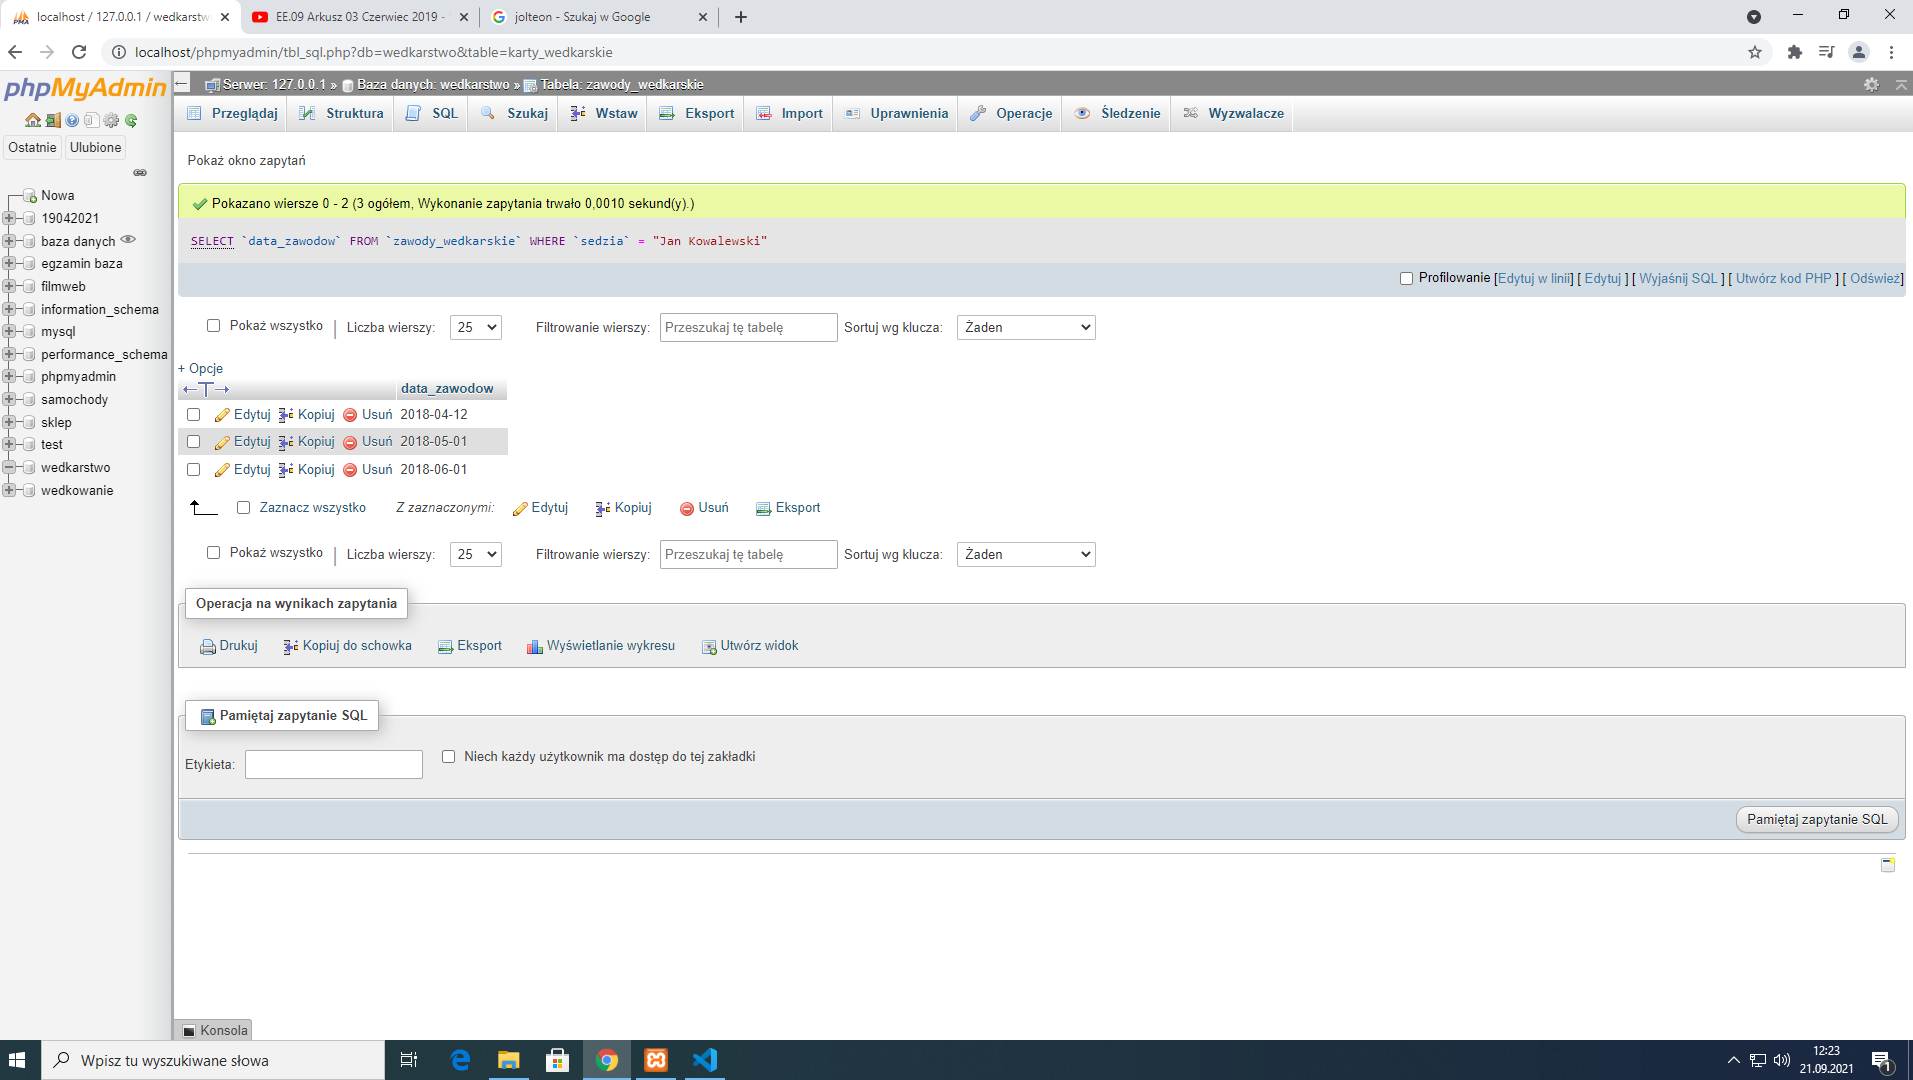 localhost / 127.0.0.1 / wedkarstw
EE.09 Arkusz 03 Czerwiec 2019 -
jolteon - Szukaj w Google
localhost/phpmyadmin/tbl_sql.php?db=wedkarstwo&table=karty_wedkarskie
phpMyAdmin
Serwer: 127.0.0.1 » Baza danych: wedkarstwo » Tabela: zawody_wedkarskie
Przeglądaj Struktura SQL Szukaj Wstaw Eksport Import Uprawnienia Operacje Śledzenie Wyzwalacze
Ostatnie Ulubione
Nowa
19042021
baza danych
egzamin baza
filmweb
information_schema
mysql
performance_schema
phpmyadmin
samochody
sklep
test
wedkarstwo
wedkowanie
Pokaż okno zapytań
Pokazano wiersze 0 - 2 (3 ogółem, Wykonanie zapytania trwało 0,0010 sekund(y).)
SELECT `data_zawodow` FROM `zawody_wedkarskie` WHERE `sedzia` = "Jan Kowalewski"
Profilowanie [Edytuj w linii] [ Edytuj ] [ Wyjaśnij SQL ] [ Utwórz kod PHP ] [ Odśwież]
Pokaż wszystko | Liczba wierszy: 25 Filtrowanie wierszy: Przeszukaj tę tabelę Sortuj wg klucza: Żaden
+ Opcje
←T→ data_zawodow
Edytuj Kopiuj Usuń 2018-04-12
Edytuj Kopiuj Usuń 2018-05-01
Edytuj Kopiuj Usuń 2018-06-01
Zaznacz wszystko Z zaznaczonymi: Edytuj Kopiuj Usuń Eksport
Pokaż wszystko | Liczba wierszy: 25 Filtrowanie wierszy: Przeszukaj tę tabelę Sortuj wg klucza: Żaden
Operacja na wynikach zapytania
Drukuj Kopiuj do schowka Eksport Wyświetlanie wykresu Utwórz widok
Pamiętaj zapytanie SQL
Etykieta: Niech każdy użytkownik ma dostęp do tej zakładki
Pamiętaj zapytanie SQL
Konsola
Wpisz tu wyszukiwane słowa
12:23
21.09.2021
1